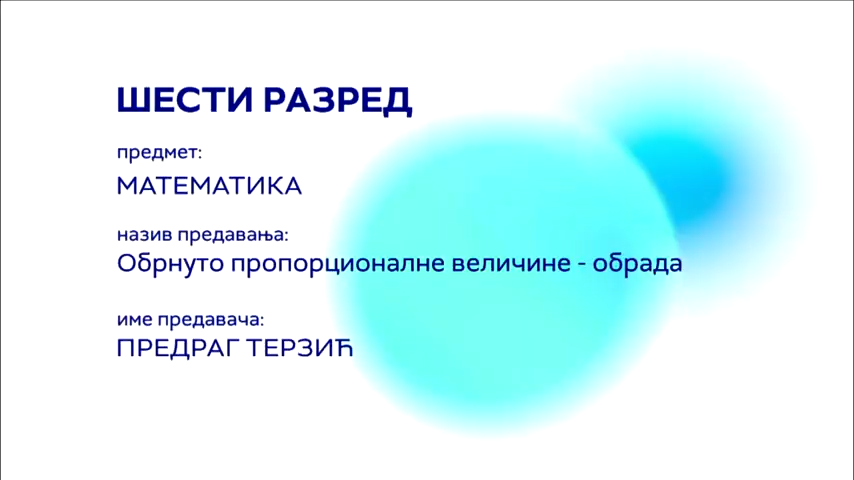 ШЕСТИ РАЗРЕД
предмет:
МАТЕМАТИКА
назив предавања:
Обрнуто пропорционалне величине - обрада
име предавача:
ПРЕДРАГ ТЕРЗИЋ